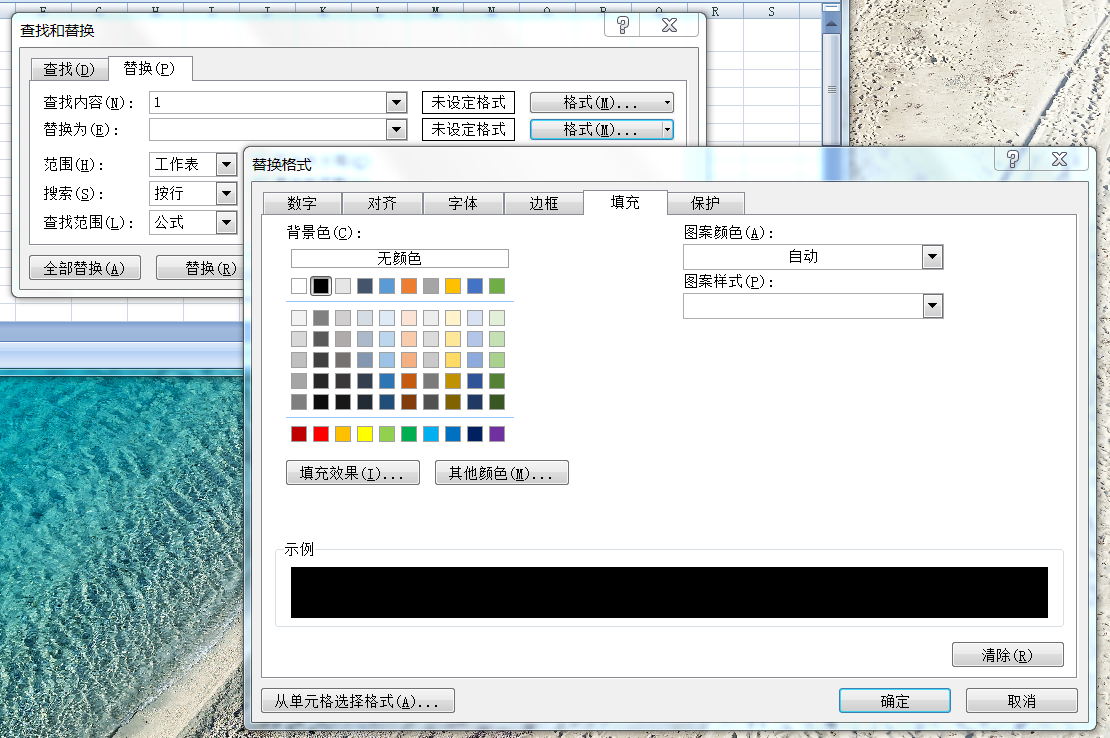 R S
查找和替换
查找(D) 替换(P)
查找内容(N): 1 未设定格式 格式(M)...
替换为(E): 未设定格式 格式(M)...
范围(H): 工作表
搜索(S): 按行
查找范围(L): 公式
全部替换(A) 替换(R)
替换格式
数字 对齐 字体 边框 填充 保护
背景色(C):
无颜色
图案颜色(A):
自动
图案样式(P):
填充效果(I)... 其他颜色(M)...
示例
清除(R)
从单元格选择格式(A)... 确定 取消